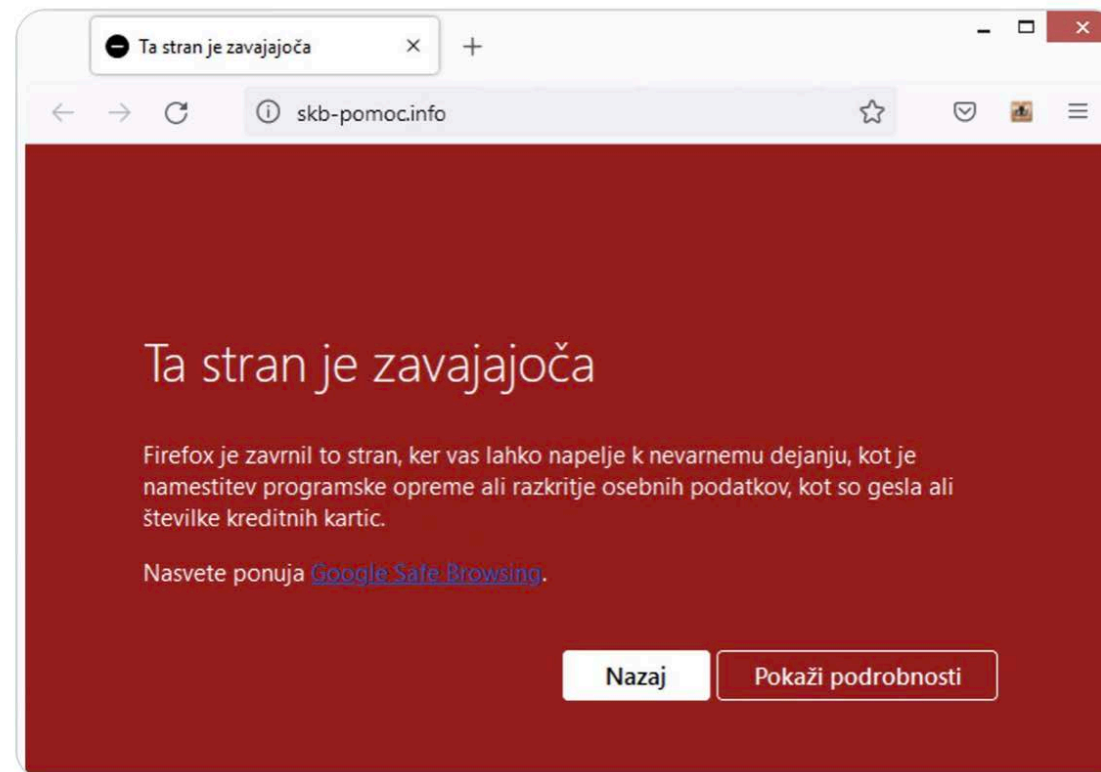 Ta stran je zavajajoča
skb-pomoc.info
Ta stran je zavajajoča
Firefox je zavrnil to stran, ker vas lahko napelje k nevarnemu dejanju, kot je
namestitev programske opreme ali razkritje osebnih podatkov, kot so gesla ali
številke kreditnih kartic.
Nasvete ponuja Google Safe Browsing.
Nazaj Pokaži podrobnosti